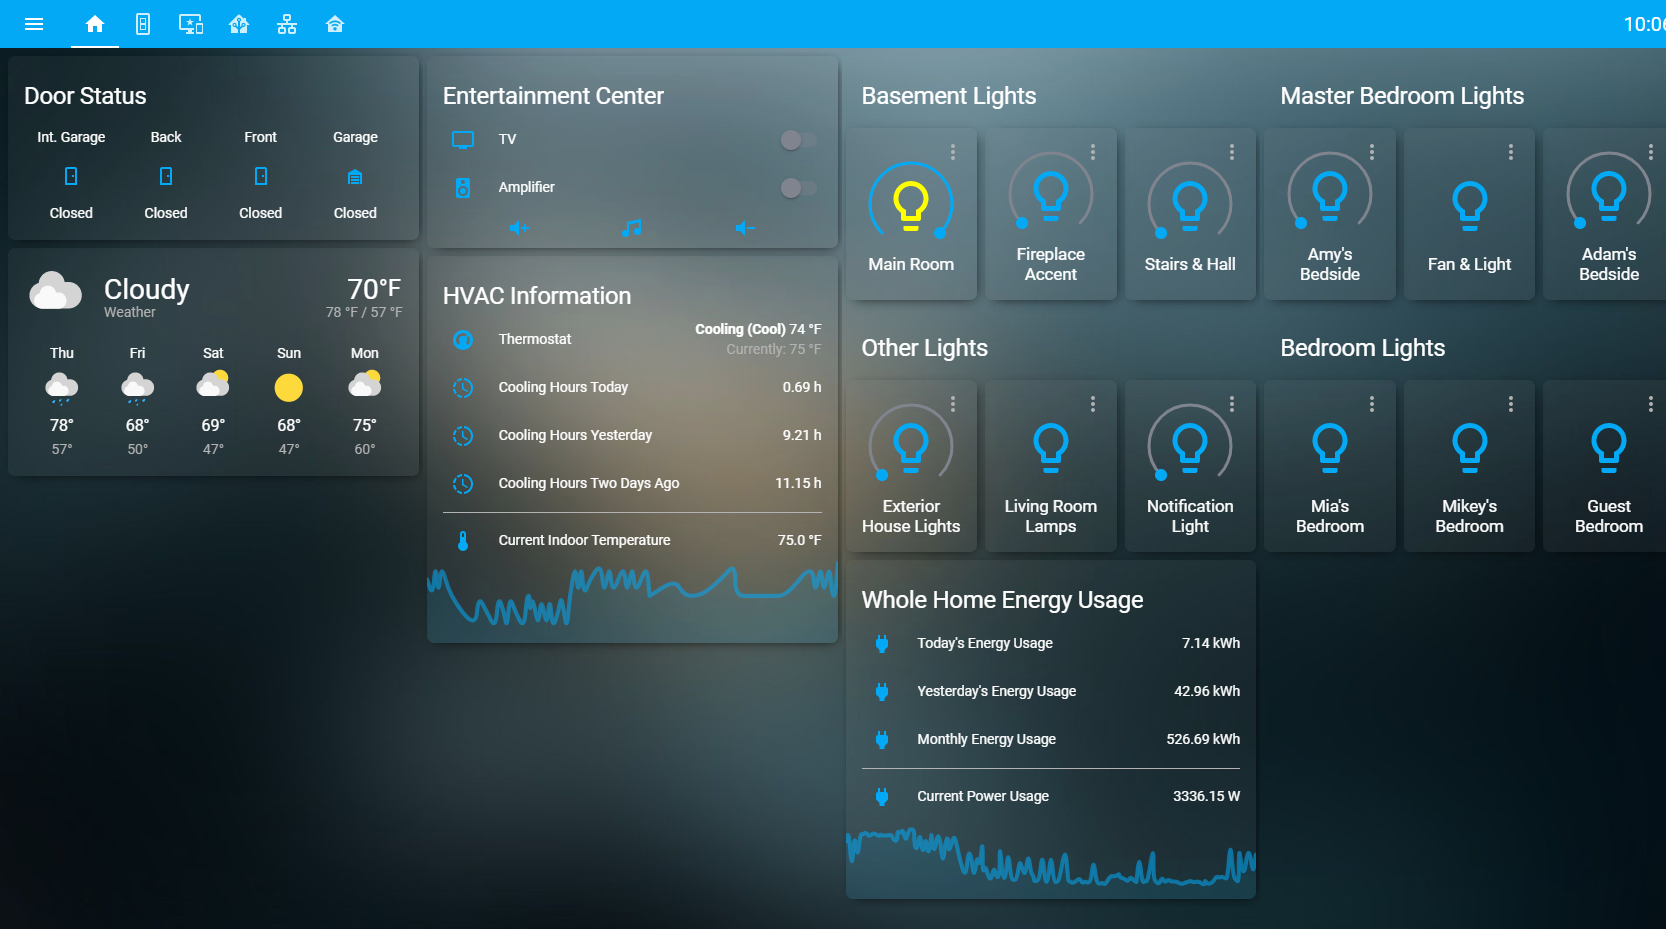 10:06
Door Status
Int. Garage Back Front Garage
Closed Closed Closed Closed
Cloudy 70°F
Weather 78 °F / 57 °F
Thu Fri Sat Sun Mon
78° 68° 69° 68° 75°
57° 50° 47° 47° 60°
Entertainment Center
TV
Amplifier
HVAC Information
Thermostat Cooling (Cool) 74 °F
Currently: 75 °F
Cooling Hours Today 0.69 h
Cooling Hours Yesterday 9.21 h
Cooling Hours Two Days Ago 11.15 h
Current Indoor Temperature 75.0 °F
Basement Lights
Main Room
Fireplace
Accent
Stairs & Hall
Master Bedroom Lights
Amy's
Bedside
Fan & Light
Adam's
Bedside
Other Lights
Exterior
House Lights
Living Room
Lamps
Notification
Light
Bedroom Lights
Mia's
Bedroom
Mikey's
Bedroom
Guest
Bedroom
Whole Home Energy Usage
Today's Energy Usage 7.14 kWh
Yesterday's Energy Usage 42.96 kWh
Monthly Energy Usage 526.69 kWh
Current Power Usage 3336.15 W